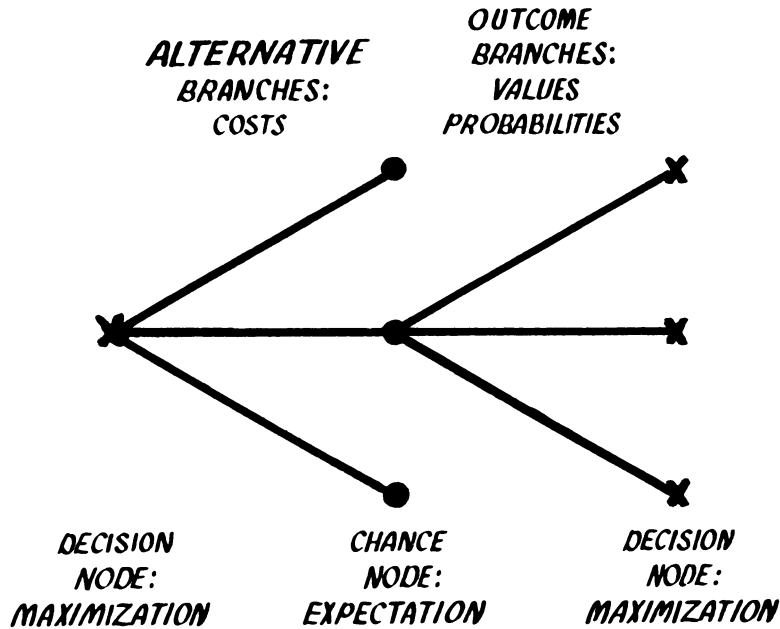 ALTERNATIVE
BRANCHES:
COSTS
OUTCOME
BRANCHES:
VALUES
PROBABILITIES
DECISION
NODE:
MAXIMIZATION
CHANCE
NODE:
EXPECTATION
DECISION
NODE:
MAXIMIZATION